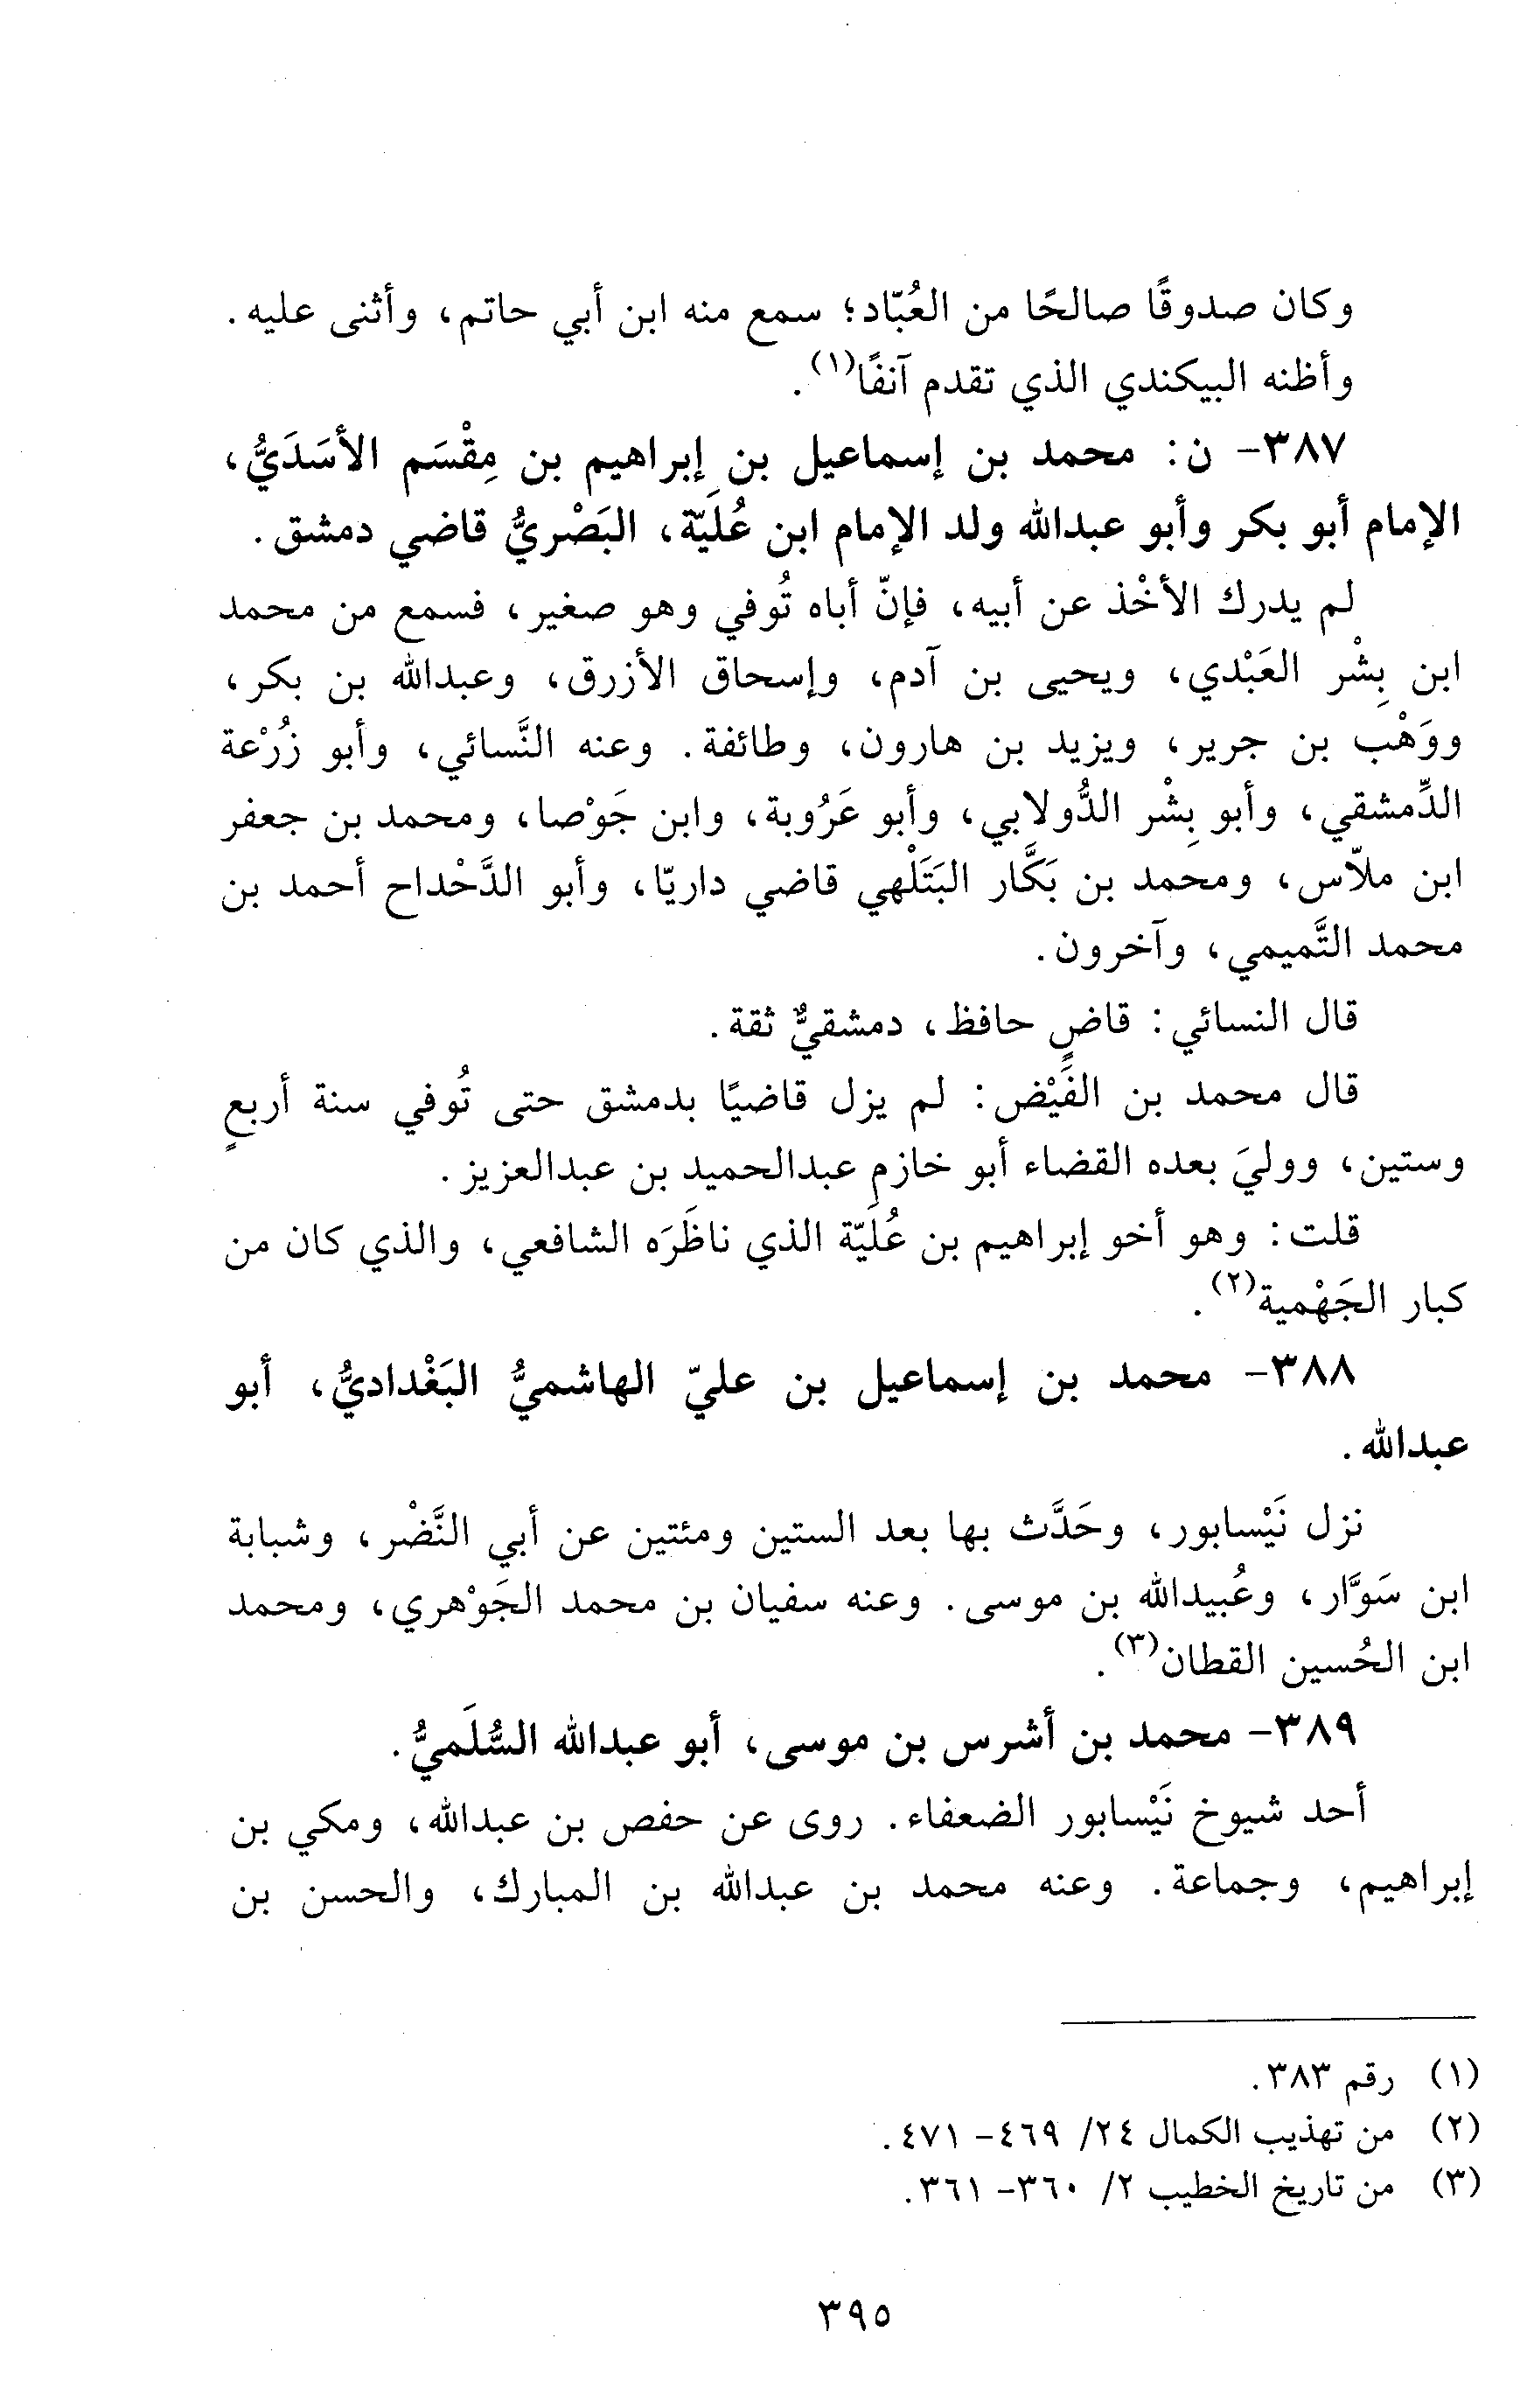 وكان صدوقًا صالحًا من العُبّاد؛ سمع منه ابن أبي حاتم، وأثنى عليه.
وأظنه البيكندي الذي تقدم آنفًا(١).
٣٨٧- ن: محمد بن إسماعيل بن إبراهيم بن مِقْسَم الأسَدَيُّ،
الإمام أبو بكر وأبو عبدالله ولد الإمام ابن عُلَيّة، البَصْريُّ قاضي دمشق.
لم يدرك الأخْذ عن أبيه، فإنّ أباه تُوفي وهو صغير، فسمع من محمد
ابن بِشْر العَبْدي، ويحيى بن آدم، وإسحاق الأزرق، وعبدالله بن بكر،
ووَهْب بن جرير، ويزيد بن هارون، وطائفة. وعنه النَّسائي، وأبو زُرْعة
الدِّمشقي، وأبو بِشْر الدُّولابي، وأبو عَرُوبة، وابن جَوْصا، ومحمد بن جعفر
ابن ملاّس، ومحمد بن بَكَّار البَتَلْهي قاضي داريّا، وأبو الدَّحْداح أحمد بن
محمد التَّميمي، وآخرون.
قال النسائي: قاضٍ حافظ، دمشقيٌّ ثقة.
قال محمد بن الفَيْض: لم يزل قاضيًا بدمشق حتى تُوفي سنة أربعٍ
وستين، ووليَ بعده القضاء أبو خازمِ عبدالحميد بن عبدالعزيز.
قلت: وهو أخو إبراهيم بن عُلَيّة الذي ناظَرَه الشافعي، والذي كان من
كبار الجَهْمية(٢).
٣٨٨- محمد بن إسماعيل بن عليّ الهاشميُّ البَغْداديُّ، أبو
عبدالله.
نزل نَيْسابور، وحَدَّث بها بعد الستين ومئتين عن أبي النَّضْر، وشبابة
ابن سَوَّار، وعُبيدالله بن موسى. وعنه سفيان بن محمد الجَوْهري، ومحمد
ابن الحُسين القطان(٣).
٣٨٩- محمد بن أشرس بن موسى، أبو عبدالله السُّلَميُّ.
أحد شيوخ نَيْسابور الضعفاء. روى عن حفص بن عبدالله، ومكي بن
إبراهيم، وجماعة. وعنه محمد بن عبدالله بن المبارك، والحسن بن
(١) رقم ٣٨٣.
(٢) من تهذيب الكمال ٢٤/ ٤٦٩- ٤٧١.
(٣) من تاريخ الخطيب ٢/ ٣٦٠- ٣٦١.
٣٩٥